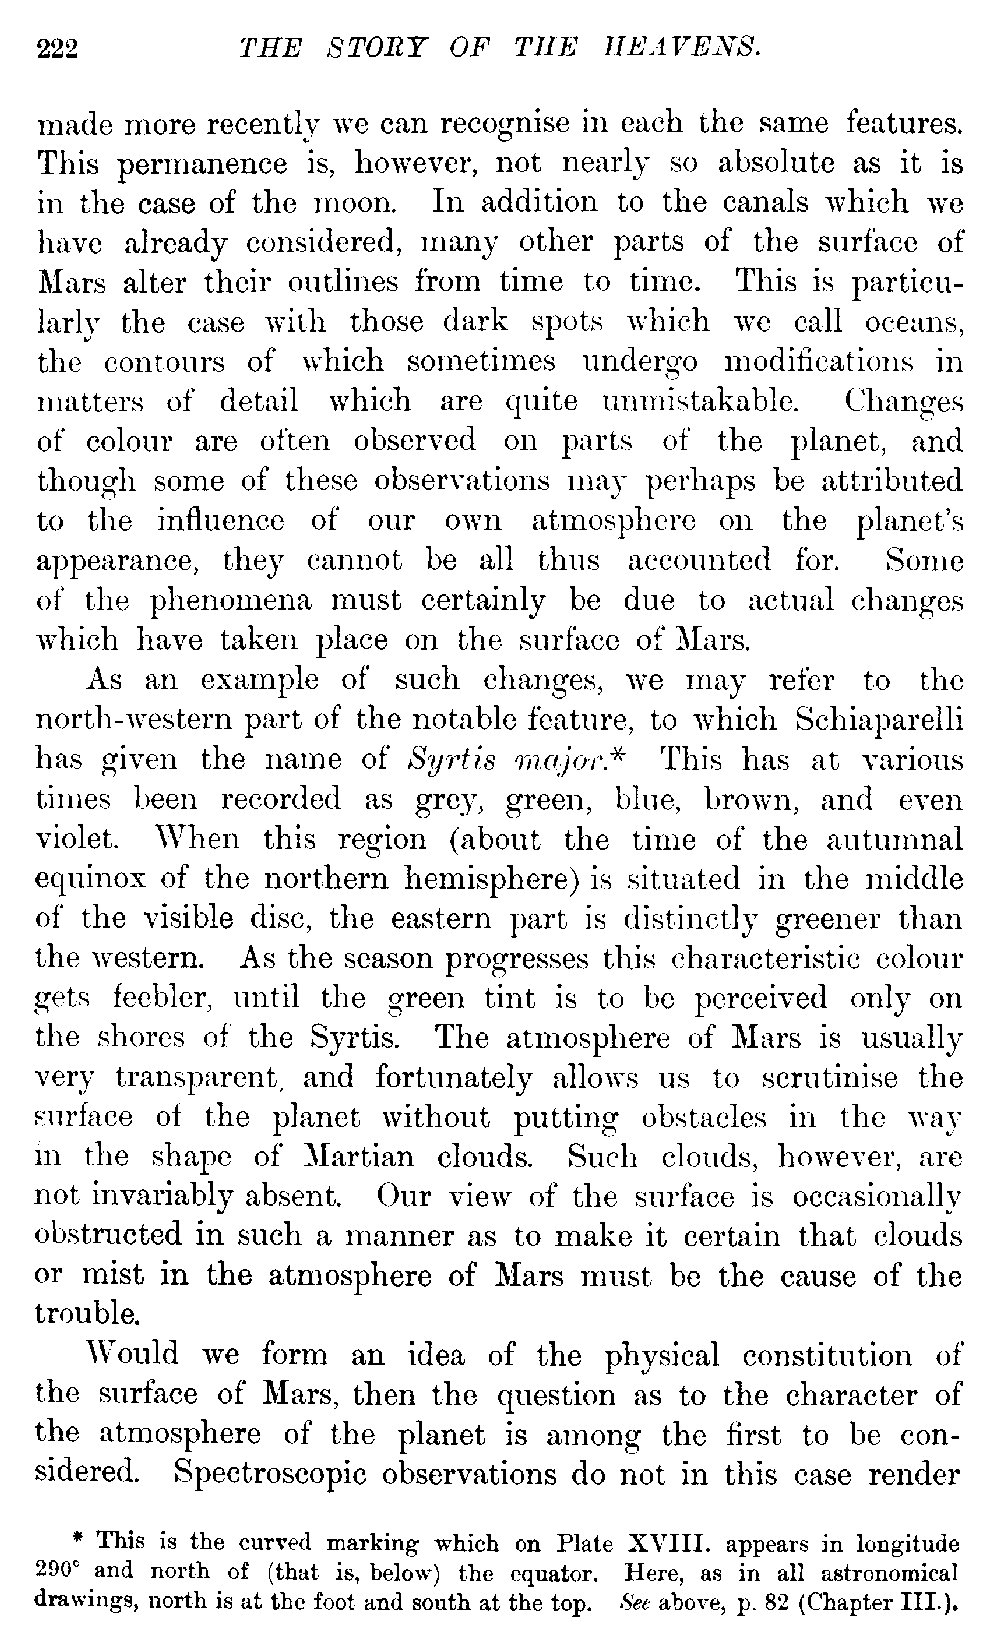 222 THE STORY OF THE HEAVENS.
made more recently we can recognise in each the same features.
This permanence is, however, not nearly so absolute as it is
in the case of the moon. In addition to the canals which we
have already considered, many other parts of the surface of
Mars alter their outlines from time to time. This is particu-
larly the case with those dark spots which we call oceans,
the contours of which sometimes undergo modifications in
matters of detail which are quite unmistakable. Changes
of colour are often observed on parts of the planet, and
though some of these observations may perhaps be attributed
to the influence of our own atmosphere on the planet's
appearance, they cannot be all thus accounted for. Some
of the phenomena must certainly be due to actual changes
which have taken place on the surface of Mars.
As an example of such changes, we may refer to the
north-western part of the notable feature, to which Schiaparelli
has given the name of Syrtis major.* This has at various
times been recorded as grey, green, blue, brown, and even
violet. When this region (about the time of the autumnal
equinox of the northern hemisphere) is situated in the middle
of the visible disc, the eastern part is distinctly greener than
the western. As the season progresses this characteristic colour
gets feebler, until the green tint is to be perceived only on
the shores of the Syrtis. The atmosphere of Mars is usually
very transparent, and fortunately allows us to scrutinise the
surface of the planet without putting obstacles in the way
in the shape of Martian clouds. Such clouds, however, are
not invariably absent. Our view of the surface is occasionally
obstructed in such a manner as to make it certain that clouds
or mist in the atmosphere of Mars must be the cause of the
trouble.
Would we form an idea of the physical constitution of
the surface of Mars, then the question as to the character of
the atmosphere of the planet is among the first to be con-
sidered. Spectroscopic observations do not in this case render
* This is the curved marking which on Plate XVIII. appears in longitude
290° and north of (that is, below) the equator. Here, as in all astronomical
drawings, north is at the foot and south at the top. See above, p. 82 (Chapter III.).